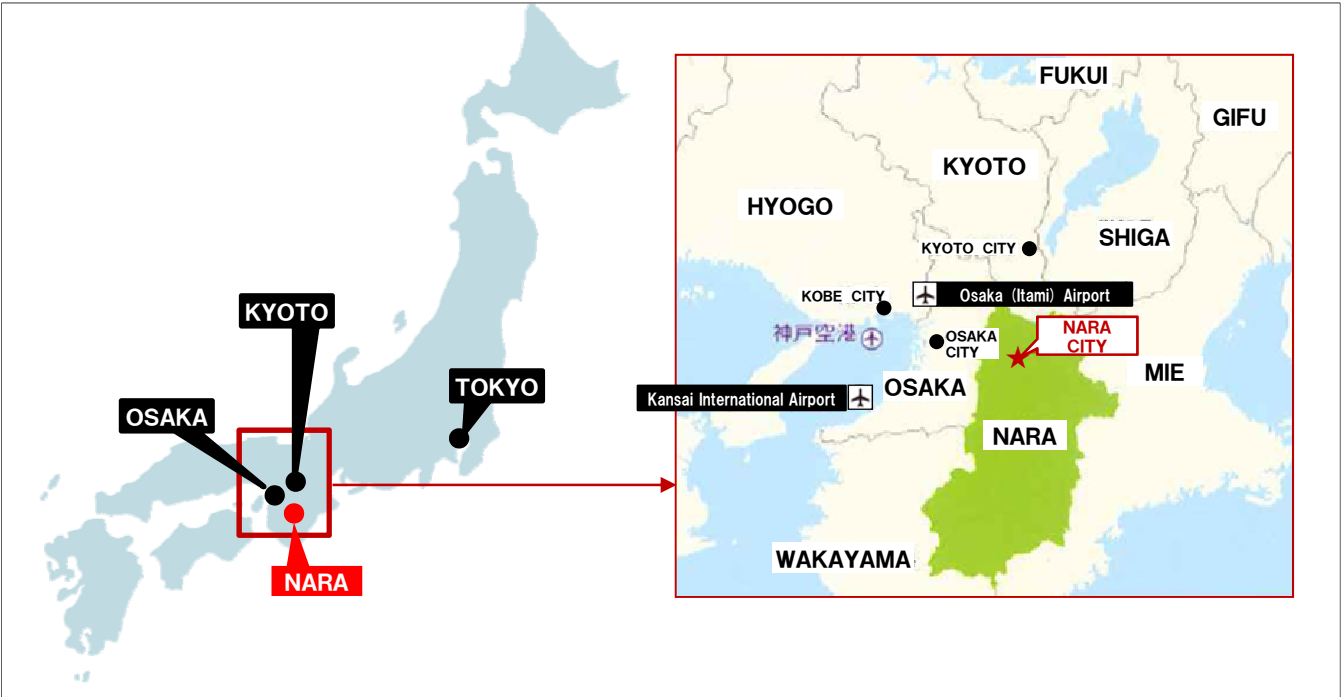 KYOTO
OSAKA
TOKYO
NARA
FUKUI
GIFU
KYOTO
HYOGO
SHIGA
KYOTO CITY
KOBE CITY
Osaka (Itami) Airport
神戸空港
OSAKA
CITY
NARA
CITY
MIE
OSAKA
Kansai International Airport
NARA
WAKAYAMA